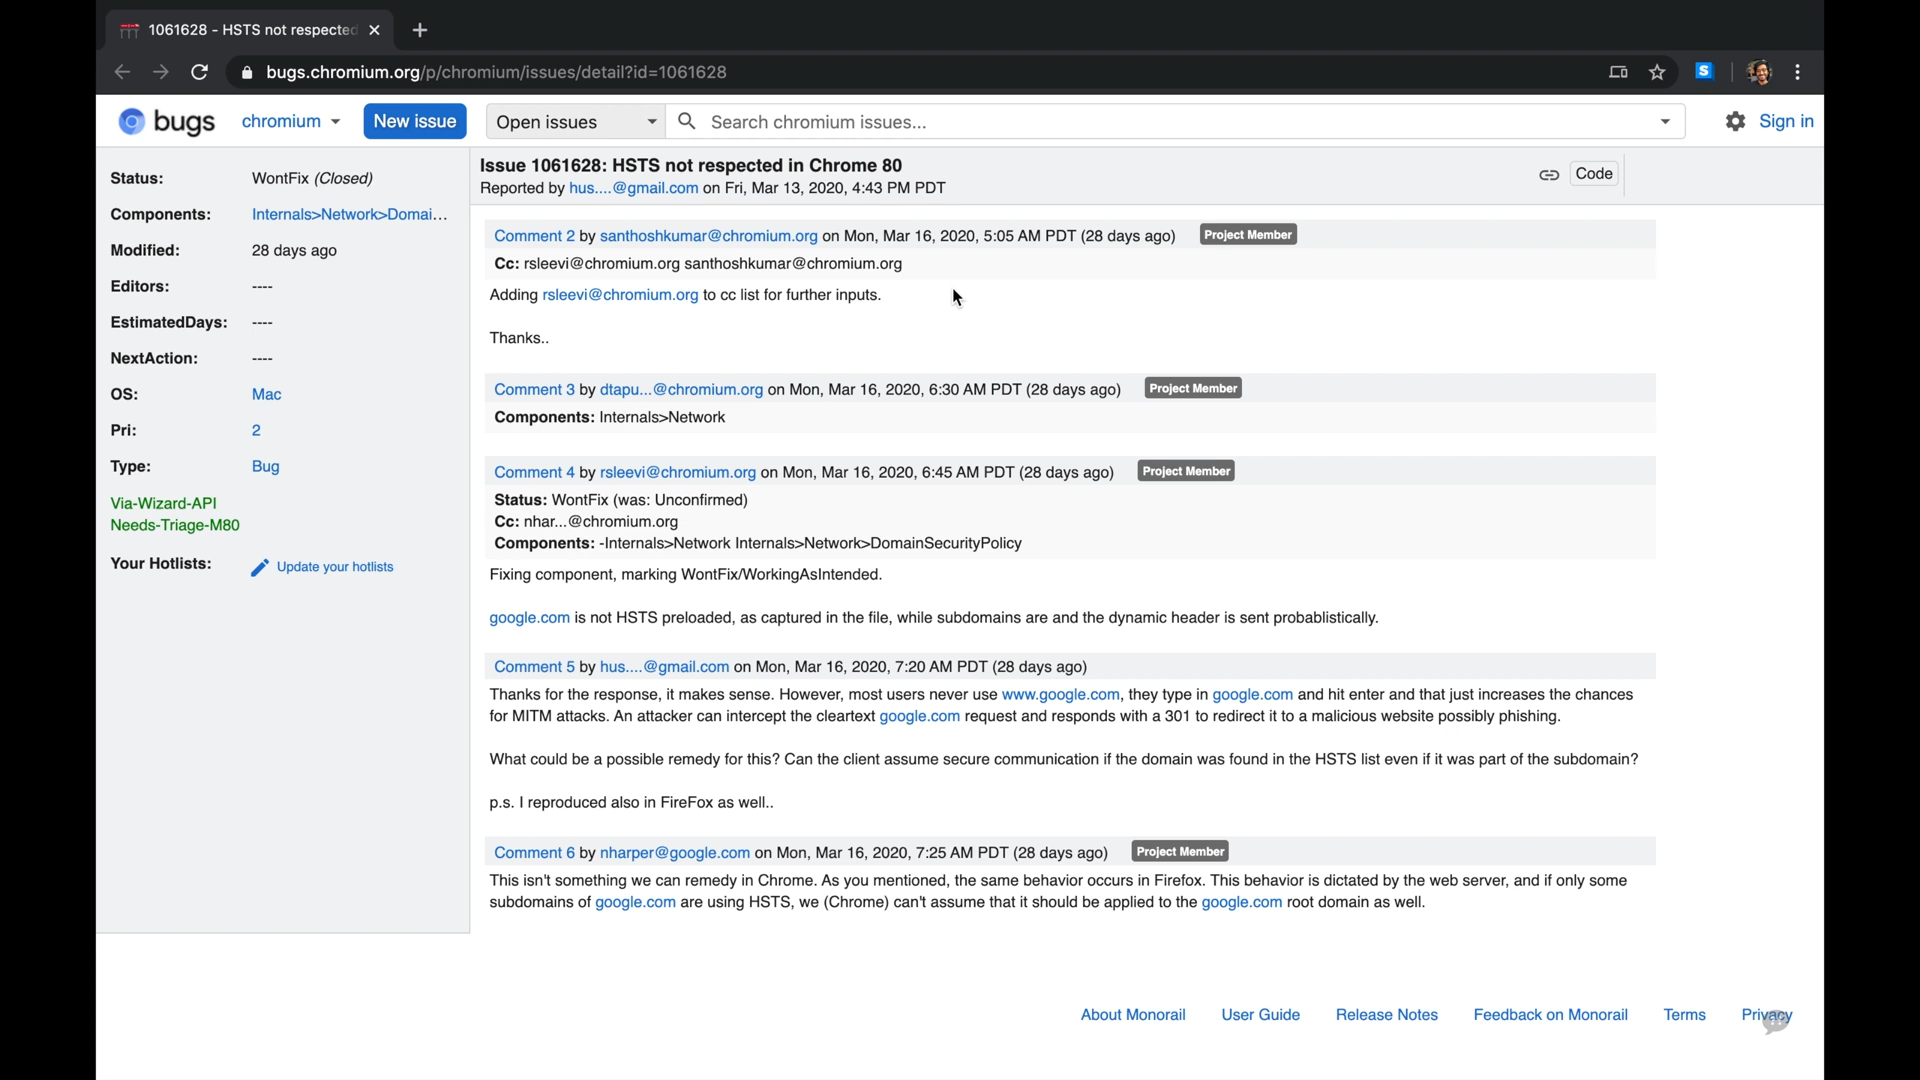 1061628 - HSTS not respected
bugs.chromium.org/p/chromium/issues/detail?id=1061628
bugs chromium New issue Open issues Search chromium issues... Sign in
Status: WontFix (Closed)
Components: Internals>Network>Domai...
Modified: 28 days ago
Editors: ----
EstimatedDays: ----
NextAction: ----
OS: Mac
Pri: 2
Type: Bug
Via-Wizard-API
Needs-Triage-M80
Your Hotlists: Update your hotlists
Issue 1061628: HSTS not respected in Chrome 80
Code
Reported by hus....@gmail.com on Fri, Mar 13, 2020, 4:43 PM PDT
Comment 2 by santhoshkumar@chromium.org on Mon, Mar 16, 2020, 5:05 AM PDT (28 days ago) Project Member
Cc: rsleevi@chromium.org santhoshkumar@chromium.org
Adding rsleevi@chromium.org to cc list for further inputs.
Thanks..
Comment 3 by dtapu...@chromium.org on Mon, Mar 16, 2020, 6:30 AM PDT (28 days ago) Project Member
Components: Internals>Network
Comment 4 by rsleevi@chromium.org on Mon, Mar 16, 2020, 6:45 AM PDT (28 days ago) Project Member
Status: WontFix (was: Unconfirmed)
Cc: nhar...@chromium.org
Components: -Internals>Network Internals>Network>DomainSecurityPolicy
Fixing component, marking WontFix/WorkingAsIntended.
google.com is not HSTS preloaded, as captured in the file, while subdomains are and the dynamic header is sent probablistically.
Comment 5 by hus....@gmail.com on Mon, Mar 16, 2020, 7:20 AM PDT (28 days ago)
Thanks for the response, it makes sense. However, most users never use www.google.com, they type in google.com and hit enter and that just increases the chances
for MITM attacks. An attacker can intercept the cleartext google.com request and responds with a 301 to redirect it to a malicious website possibly phishing.
What could be a possible remedy for this? Can the client assume secure communication if the domain was found in the HSTS list even if it was part of the subdomain?
p.s. I reproduced also in FireFox as well..
Comment 6 by nharper@google.com on Mon, Mar 16, 2020, 7:25 AM PDT (28 days ago) Project Member
This isn't something we can remedy in Chrome. As you mentioned, the same behavior occurs in Firefox. This behavior is dictated by the web server, and if only some
subdomains of google.com are using HSTS, we (Chrome) can't assume that it should be applied to the google.com root domain as well.
About Monorail User Guide Release Notes Feedback on Monorail Terms Privacy